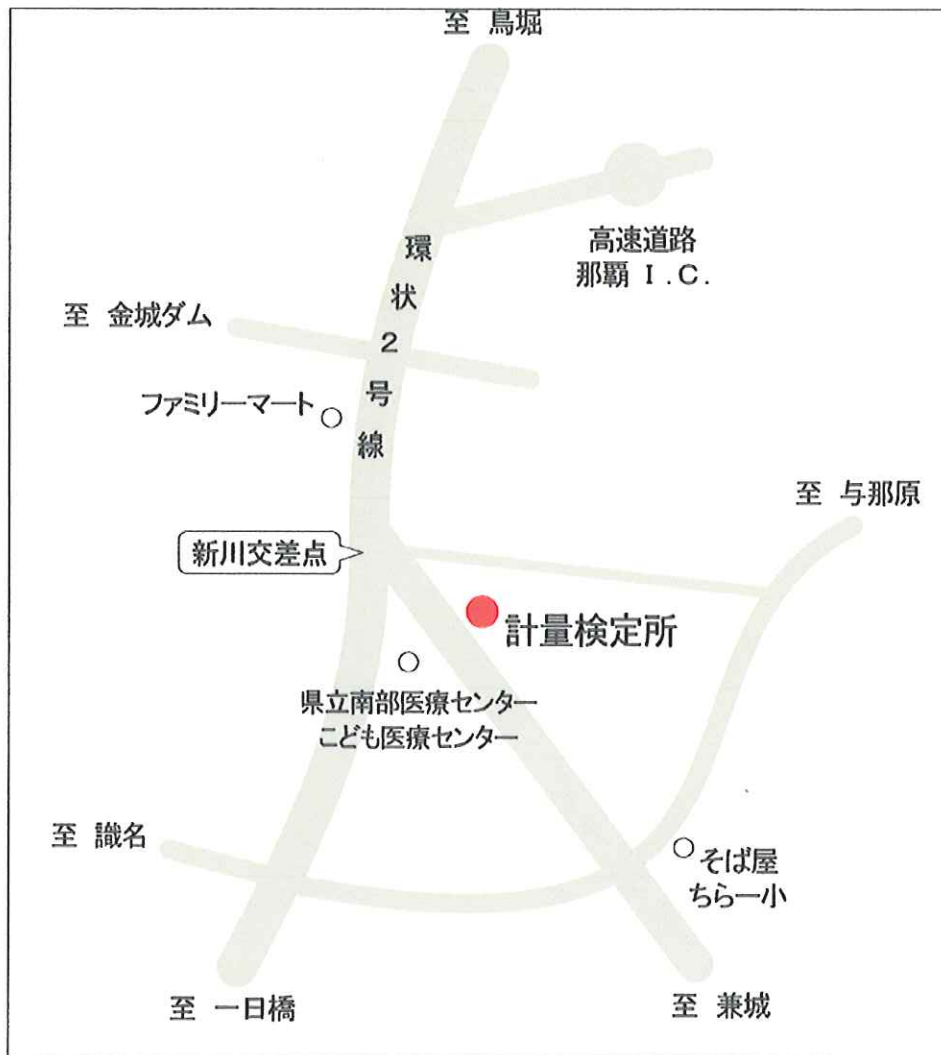 至 鳥堀
高速道路
那覇 I.C.
環状2号線
至 金城ダム
ファミリーマート
至 与那原
新川交差点
計量検定所
県立南部医療センター
こども医療センター
至 識名
そば屋
ちらー小
至 一日橋
至 兼城